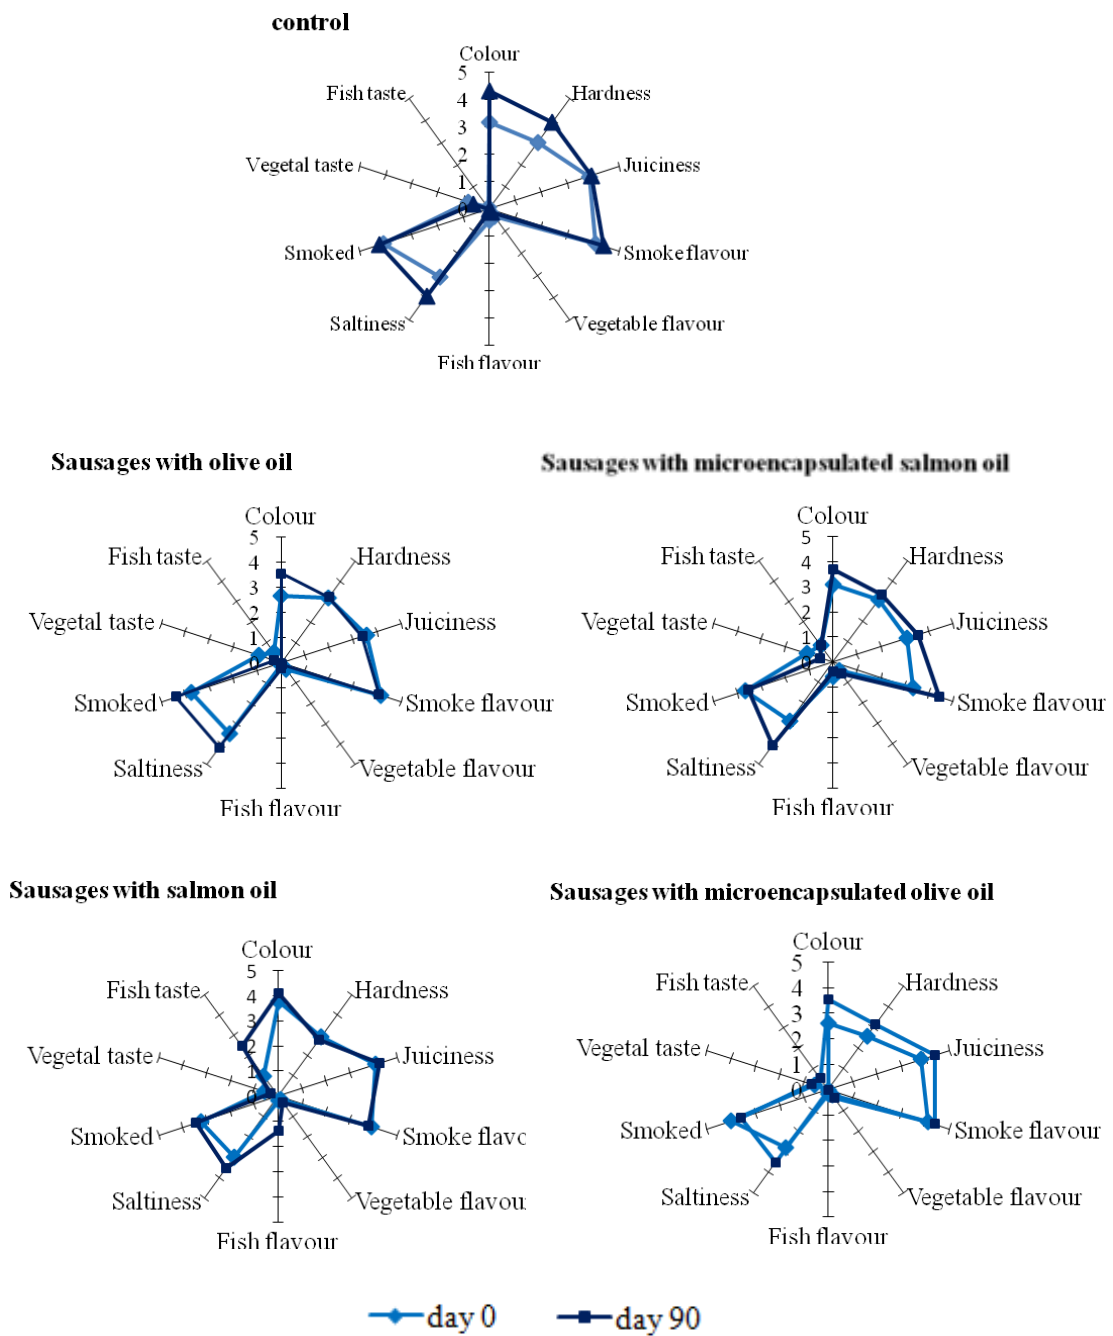 control
Colour
5
Fish taste
4
Hardness
3
Vegetal taste
2
Juiciness
1
0
Smoked
Smoke flavour
Saltiness
Vegetable flavour
Fish flavour
Sausages with olive oil
Colour
5
Fish taste
4
Hardness
3
Vegetal taste
2
Juiciness
1
0
Smoked
Smoke flavour
Saltiness
Vegetable flavour
Fish flavour
Sausages with microencapsulated salmon oil
Colour
5
Fish taste
4
Hardness
3
Vegetal taste
2
Juiciness
1
0
Smoked
Smoke flavour
Saltiness
Vegetable flavour
Fish flavour
Sausages with salmon oil
Colour
5
Fish taste
4
Hardness
3
Vegetal taste
2
Juiciness
1
0
Smoked
Smoke flavc
Saltiness
Vegetable flavou
Fish flavour
Sausages with microencapsulated olive oil
Colour
5
Fish taste
4
Hardness
3
Vegetal taste
2
Juiciness
1
0
Smoked
Smoke flavour
Saltiness
Vegetable flavour
Fish flavour
day 0
day 90